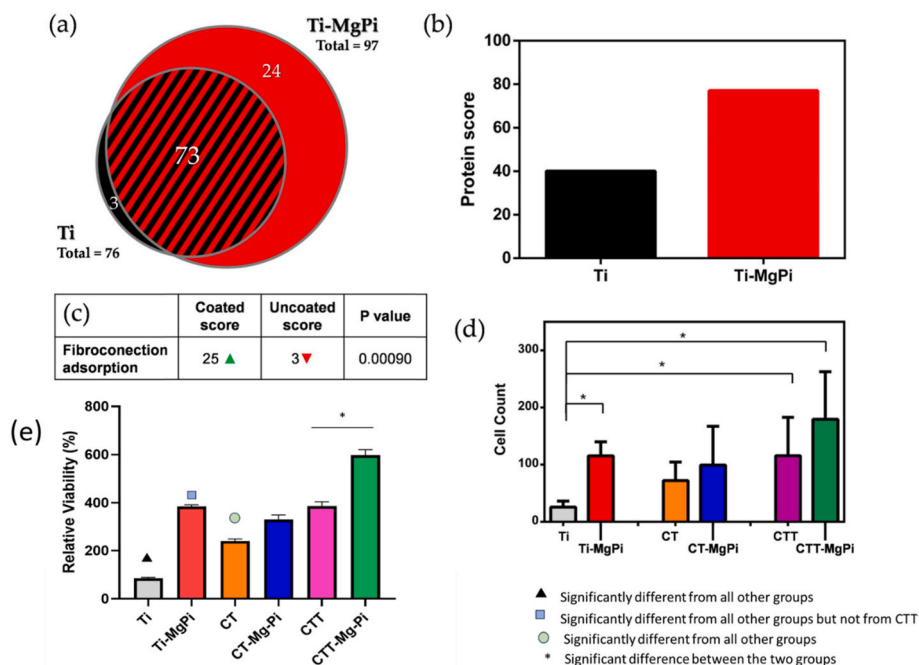 (a)
Ti-MgPi
Total = 97
24
73
3
Ti
Total = 76
(b)
Protein score
100
80
60
40
20
0
Ti
Ti-MgPi
(c)
Coated score
Uncoated score
P value
Fibroconection adsorption
25 ▲
3▼
0.00090
(d)
Cell Count
300
200
100
0
*
*
*
Ti
Ti-MgPi
CT
CT-MgPi
CTT
CTT-MgPi
(e)
Relative Viability (%)
800
600
400
200
0
*
Ti
Ti-MgPi
CT
CT-Mg-Pi
CTT
CTT-MgPi
▲ Significantly different from all other groups
Significantly different from all other groups but not from CTT
Significantly different from all other groups
* Significant difference between the two groups